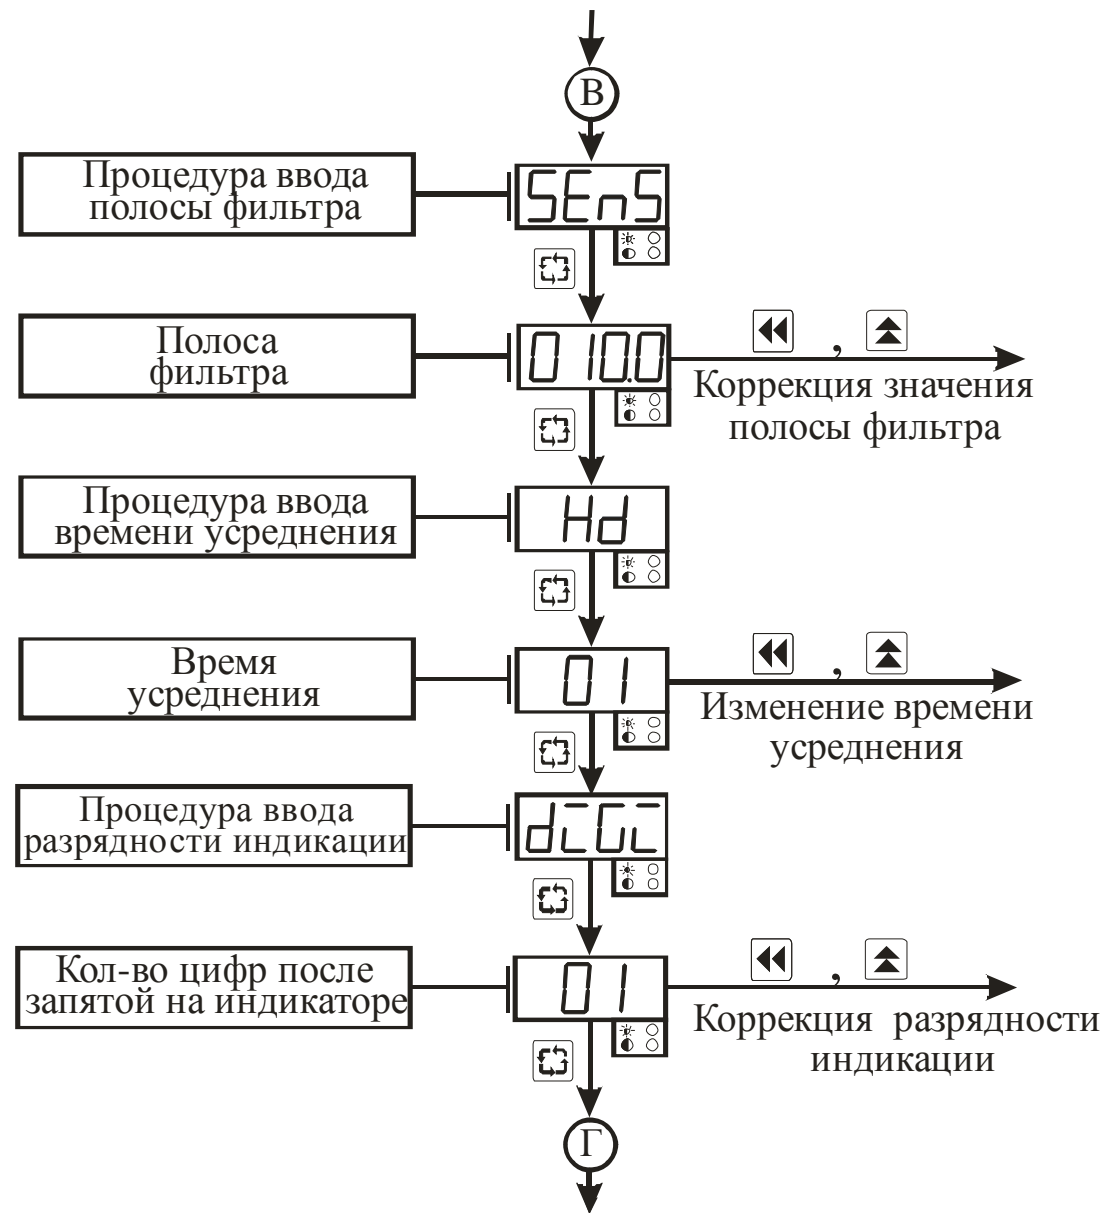 В
Процедура ввода
полосы фильтра
SEnS
Полоса
фильтра
010.0
,
Коррекция значения
полосы фильтра
Процедура ввода
времени усреднения
Hd
Время
усреднения
01
,
Изменение времени
усреднения
Процедура ввода
разрядности индикации
diGi
Кол-во цифр после
запятой на индикаторе
01
,
Коррекция разрядности
индикации
Г